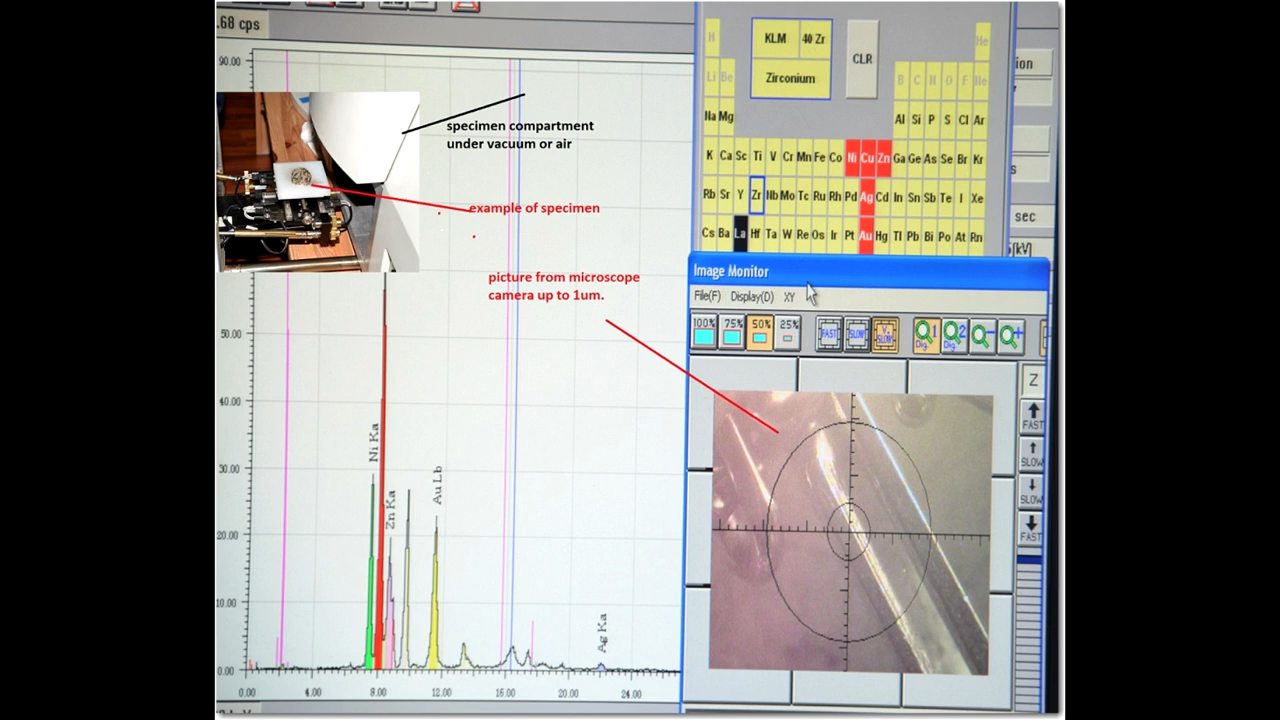 .68 cps
90.00
50.00
40.00
30.00
20.00
10.00
0.00
0.00 4.00 8.00 12.00 16.00 20.00 24.00
Ni Ka
Zn Ka
Au Lb
Ag Ka
specimen compartment
under vacuum or air
example of specimen
picture from microscope
camera up to 1um.
KLM 40 Zr
Zirconium
CLR
H He
Li Be B C N O F Ne
Na Mg Al Si P S Cl Ar
K Ca Sc Ti V Cr Mn Fe Co Ni Cu Zn Ga Ge As Se Br Kr
Rb Sr Y Zr Nb Mo Tc Ru Rh Pd Ag Cd In Sn Sb Te I Xe
Cs Ba La Hf Ta W Re Os Ir Pt Au Hg Tl Pb Bi Po At Rn
ion
s
sec
[kV]
Image Monitor
File(F) Display(D) XY
100% 75% 50% 25% FAST SLOW V. SLOW Dig. 1 Dig. 2
Z
FAST
SLOW
SLOW
FAST